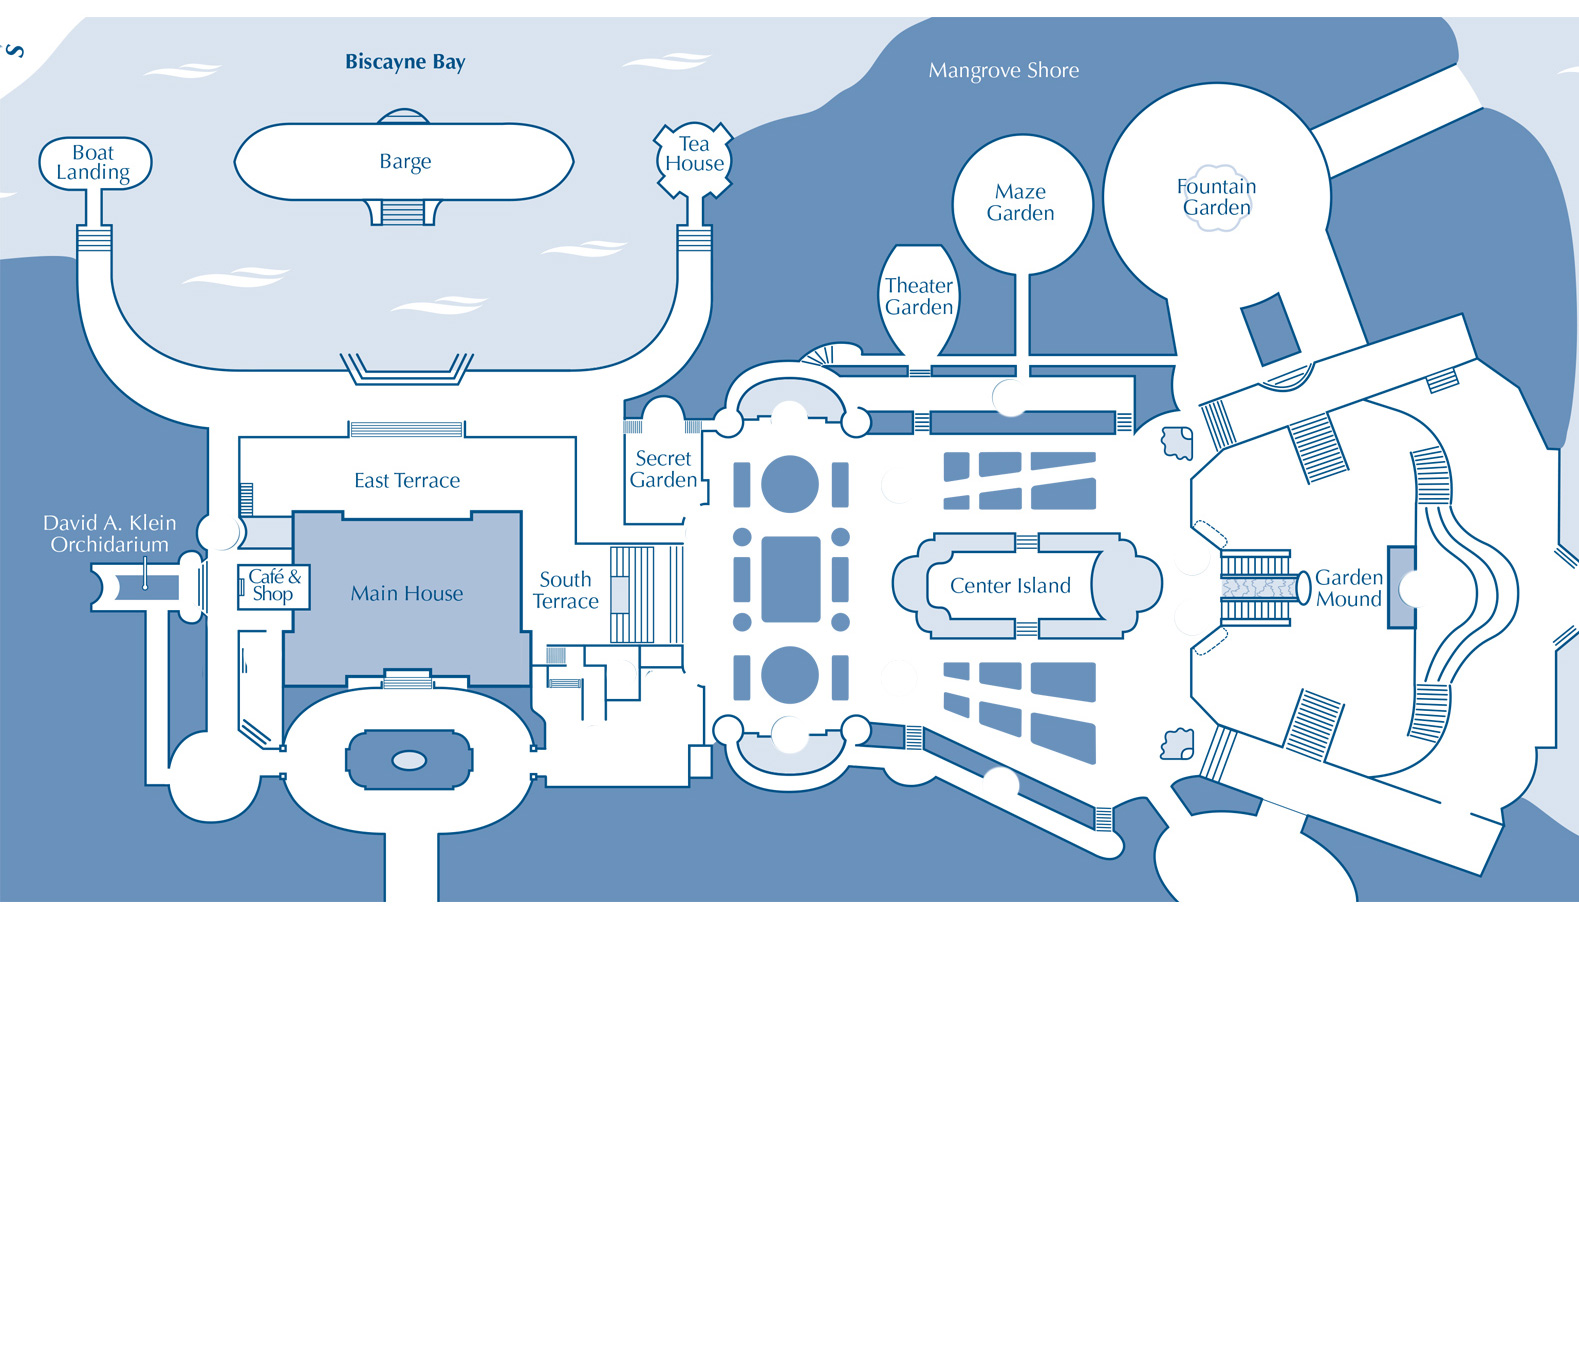 S
Biscayne Bay
Mangrove Shore
Boat
Landing
Barge
Tea
House
Maze
Garden
Fountain
Garden
Theater
Garden
Secret
Garden
East Terrace
David A. Klein
Orchidarium
Café &
Shop
Main House
South
Terrace
Center Island
Garden
Mound